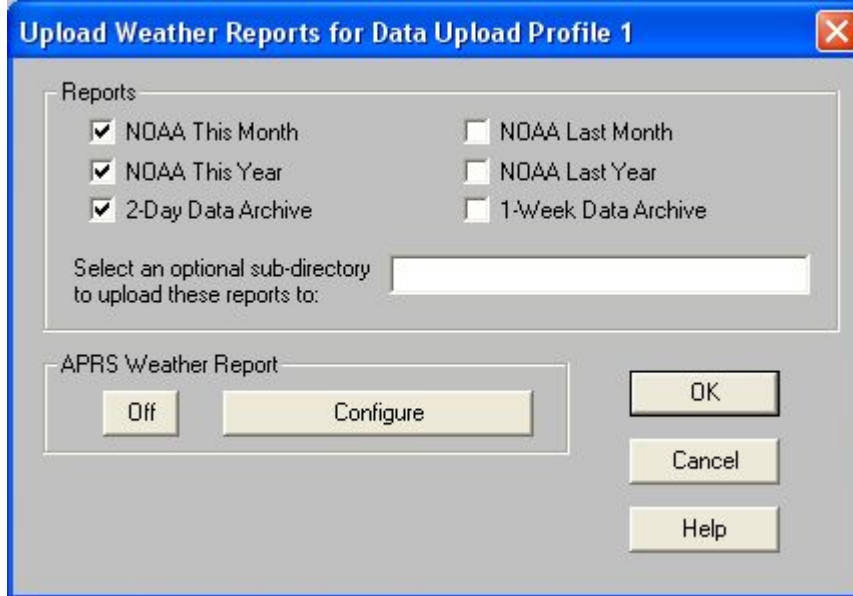 Upload Weather Reports for Data Upload Profile 1
Reports
NOAA This Month
NOAA Last Month
NOAA This Year
NOAA Last Year
2-Day Data Archive
1-Week Data Archive
Select an optional sub-directory
to upload these reports to:
APRS Weather Report
Off
Configure
OK
Cancel
Help